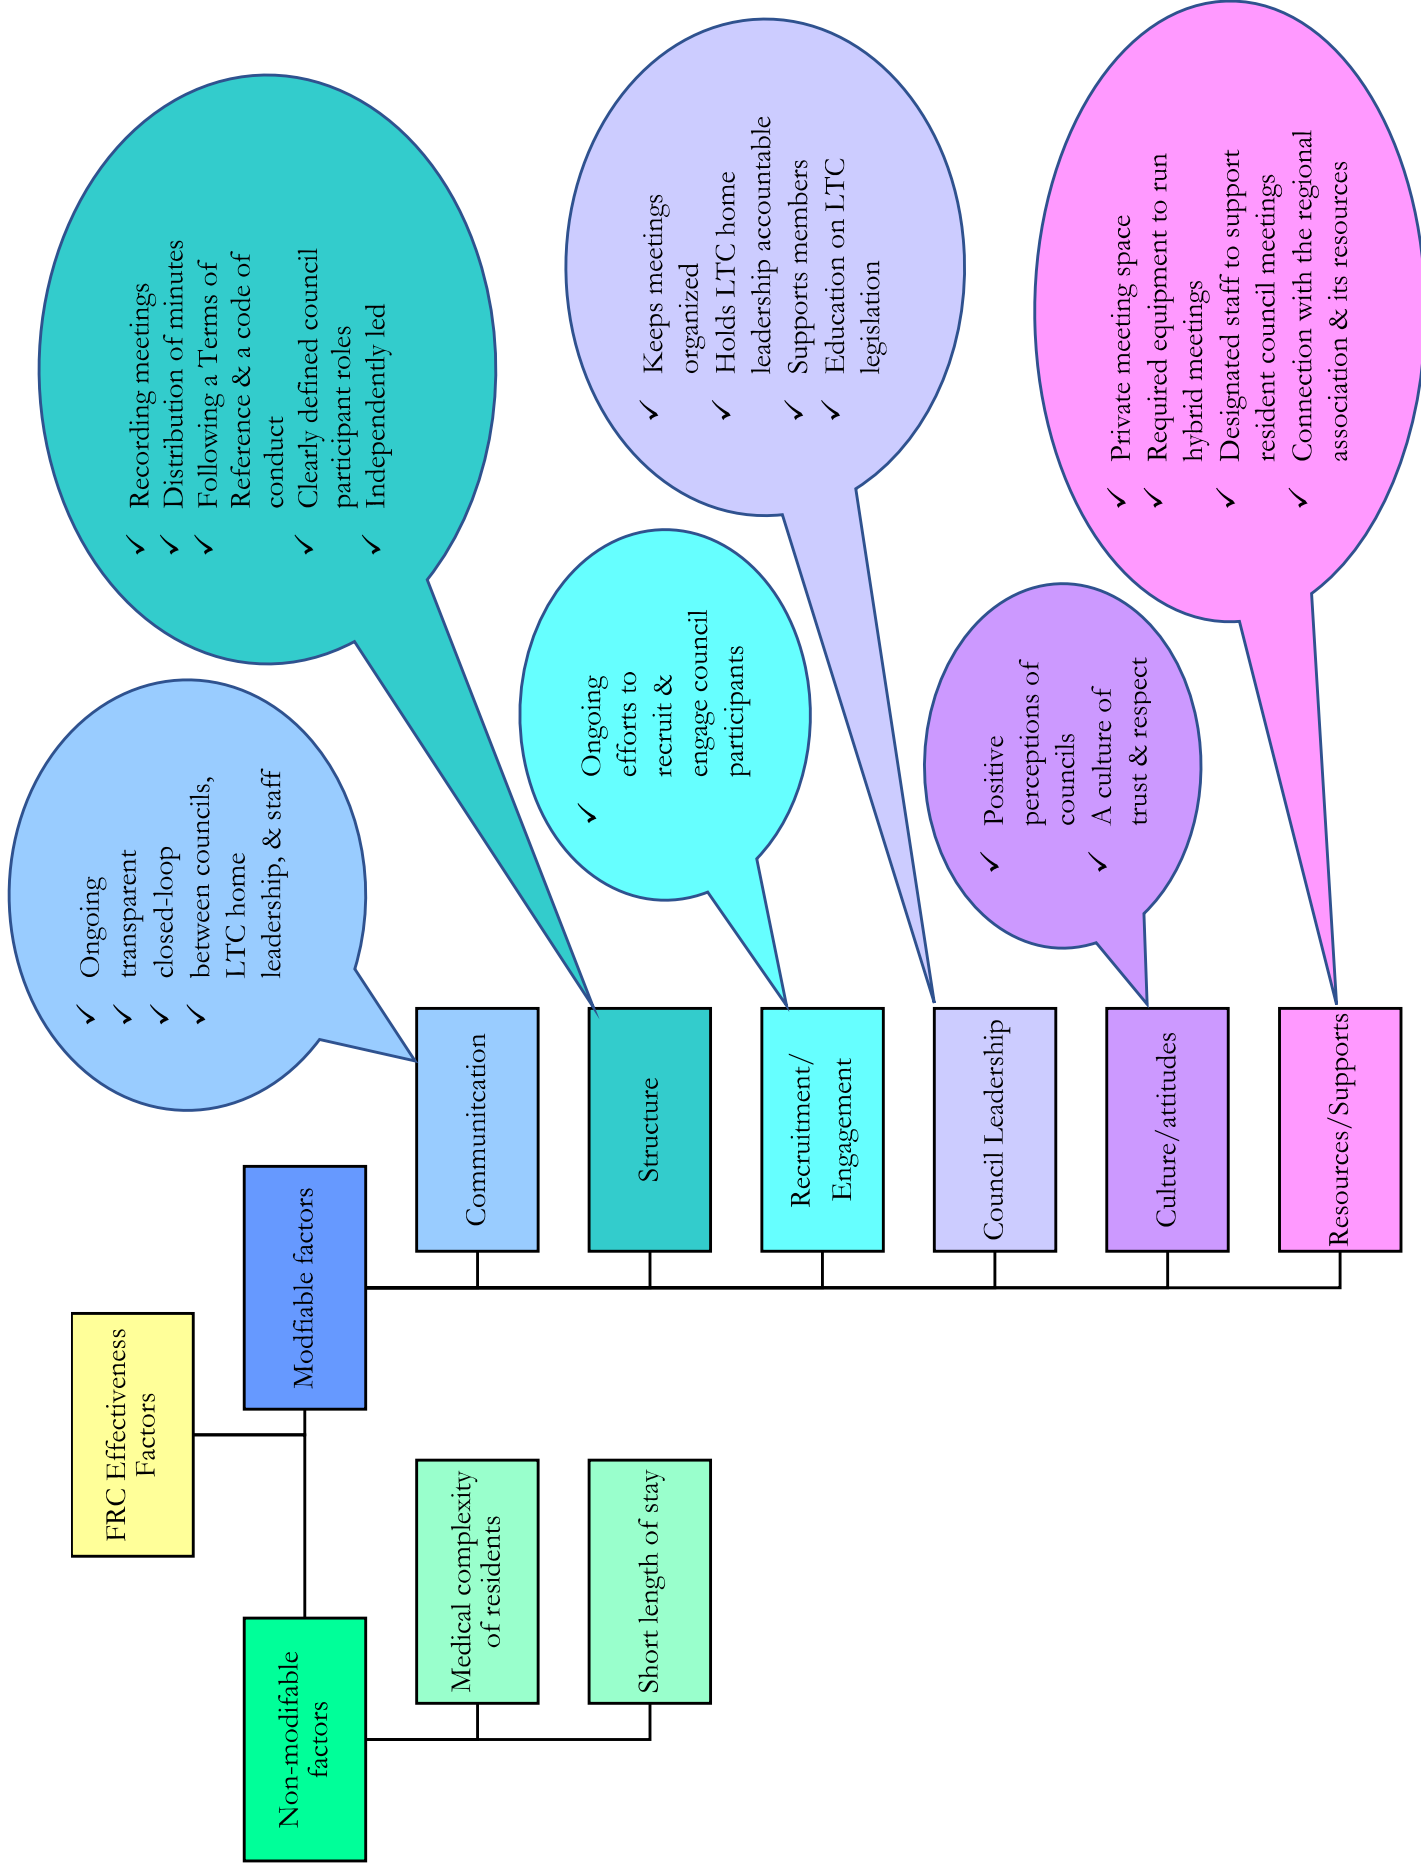 FRC Effectiveness
Factors
Non-modifable
factors
Medical complexity
of residents
Short length of stay
Modfiable factors
Communitcation
✓ Ongoing
✓ transparent
✓ closed-loop
✓ between councils,
LTC home
leadership, & staff
Structure
✓ Recording meetings
✓ Distribution of minutes
✓ Following a Terms of
Reference & a code of
conduct
✓ Clearly defined council
participant roles
✓ Independently led
Recruitment/
Engagement
✓ Ongoing
efforts to
recruit &
engage council
participants
Council Leadership
✓ Keeps meetings
organized
✓ Holds LTC home
leadership accountable
✓ Supports members
✓ Education on LTC
legislation
Culture/attitudes
✓ Positive
perceptions of
councils
✓ A culture of
trust & respect
Resources/Supports
✓ Private meeting space
✓ Required equipment to run
hybrid meetings
✓ Designated staff to support
resident council meetings
✓ Connection with the regional
association & its resources